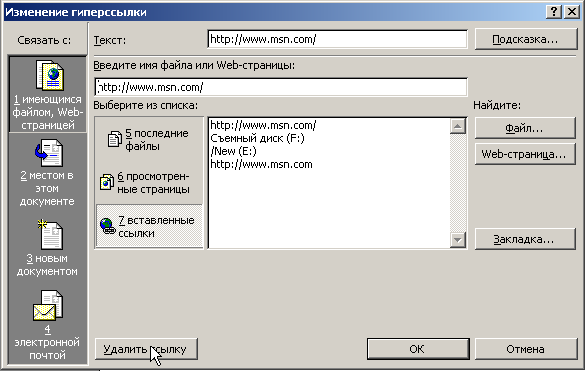 Изменение гиперссылки
Связать с:
Текст:
http://www.msn.com/
Подсказка...
Введите имя файла или Web-страницы:
http://www.msn.com/
Выберите из списка:
Найдите:
1 имеющимся
файлом, Web-
страницей
2 местом в
этом
документе
3 новым
документом
4
электронной
почтой
5 последние
файлы
6 просмотрен-
ные страницы
7 вставленные
ссылки
http://www.msn.com/
Съемный диск (F:)
/New (E:)
http://www.msn.com
Файл...
Web-страница...
Закладка...
Удалить ссылку
OK
Отмена